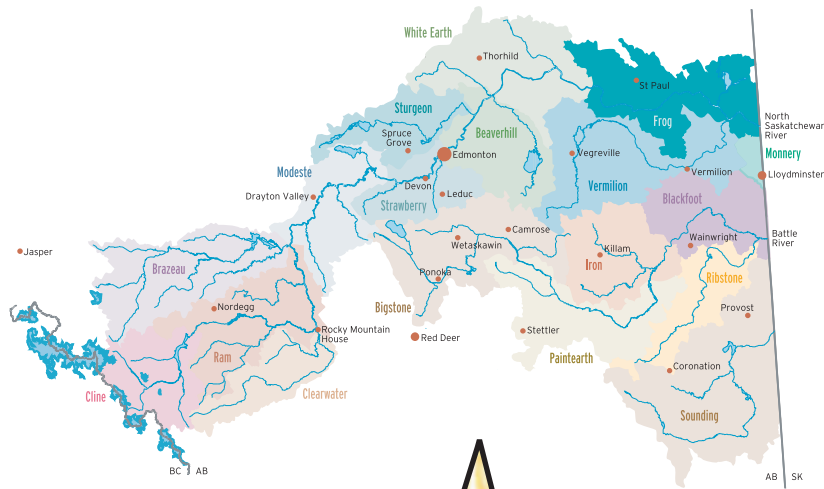 White Earth
Thorhild
St Paul
Sturgeon
Frog
North
Saskatchewan
River
Spruce
Grove
Beaverhill
Edmonton
Vegreville
Monnery
Modeste
Vermilion
Lloydminster
Devon
Leduc
Vermilion
Drayton Valley
Strawberry
Blackfoot
Camrose
Wetaskawin
Killam
Wainwright
Battle
River
Jasper
Brazeau
Iron
Ponoka
Ribstone
Nordegg
Bigstone
Provost
Rocky Mountain
House
Red Deer
Stettler
Ram
Paintearth
Coronation
Cline
Clearwater
Sounding
BC
AB
AB
SK